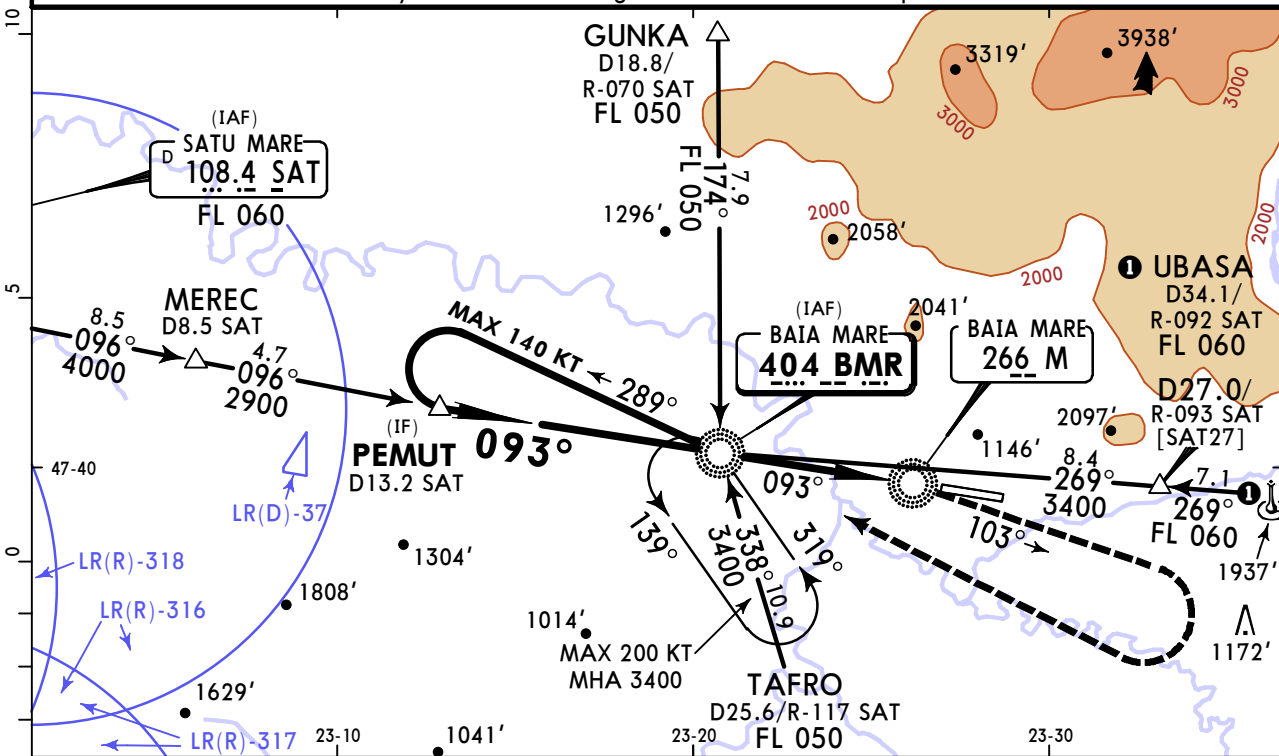 10
GUNKA
D18.8/
R-070 SAT
FL 050
3319'
3938'
3000
3000
(IAF)
SATU MARE
D 108.4 SAT
FL 060
7.9
174°
FL 050
1296'
2000
2058'
2000
2000
5
MEREC
D8.5 SAT
8.5
096°
4000
4.7
096°
2900
MAX 140 KT
289°
(IAF)
BAIA MARE
404 BMR
2041'
BAIA MARE
266 M
1 UBASA
D34.1/
R-092 SAT
FL 060
D27.0/
R-093 SAT
[SAT27]
2097'
1146'
(IF)
PEMUT
D13.2 SAT
093°
47-40
LR(D)-37
093°
8.4
269°
3400
7.1
269°
FL 060
1
1937'
103°
139°
319°
338°
3400
10.9
0
LR(R)-318
1304'
1808'
LR(R)-316
1014'
MAX 200 KT
MHA 3400
1172'
TAFRO
D25.6/R-117 SAT
FL 050
1629'
LR(R)-317
23-10
1041'
23-20
23-30